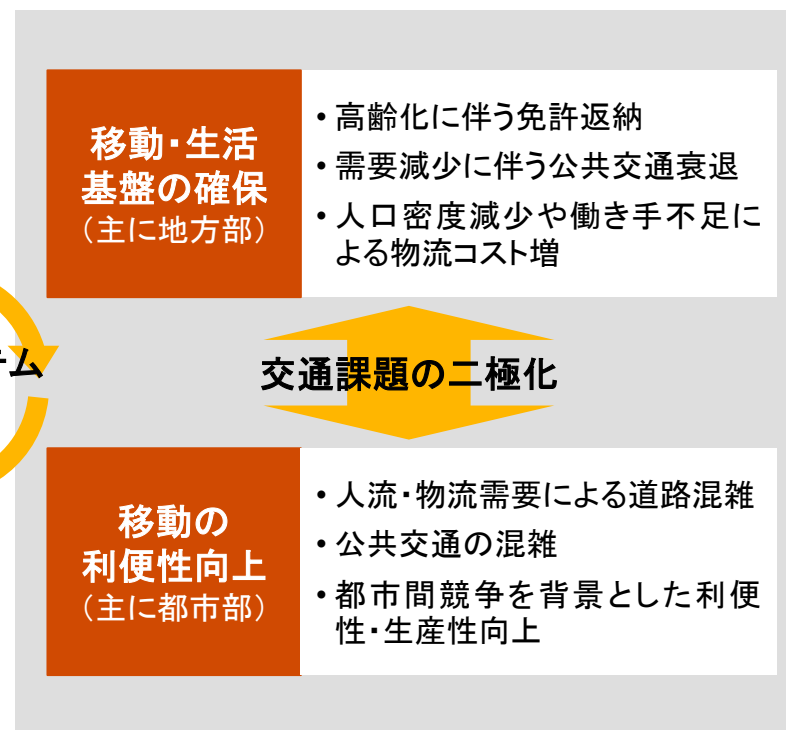 移動・生活
基盤の確保
（主に地方部）
• 高齢化に伴う免許返納
• 需要減少に伴う公共交通衰退
• 人口密度減少や働き手不足に
よる物流コスト増
テム
交通課題の二極化
移動の
利便性向上
（主に都市部）
• 人流・物流需要による道路混雑
• 公共交通の混雑
• 都市間競争を背景とした利便
性・生産性向上